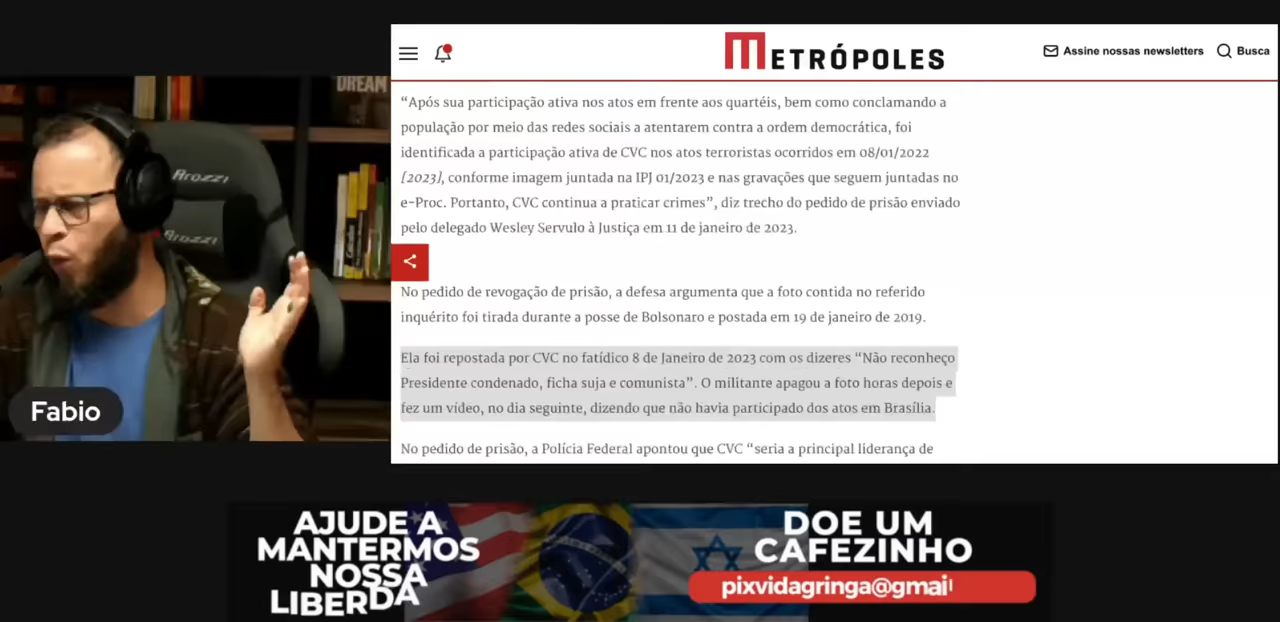 METRÓPOLES
Assine nossas newsletters
Busca
“Após sua participação ativa nos atos em frente aos quartéis, bem como conclamando a
população por meio das redes sociais a atentarem contra a ordem democrática, foi
identificada a participação ativa de CVC nos atos terroristas ocorridos em 08/01/2022
[2023], conforme imagem juntada na IPJ 01/2023 e nas gravações que seguem juntadas no
e-Proc. Portanto, CVC continua a praticar crimes”, diz trecho do pedido de prisão enviado
pelo delegado Wesley Servulo à Justiça em 11 de janeiro de 2023.
No pedido de revogação de prisão, a defesa argumenta que a foto contida no referido
inquérito foi tirada durante a posse de Bolsonaro e postada em 19 de janeiro de 2019.
Ela foi repostada por CVC no fatídico 8 de Janeiro de 2023 com os dizeres “Não reconheço
Presidente condenado, ficha suja e comunista”. O militante apagou a foto horas depois e
fez um vídeo, no dia seguinte, dizendo que não havia participado dos atos em Brasília.
No pedido de prisão, a Polícia Federal apontou que CVC “seria a principal liderança de
DREAM
Arozzi
Arozzi
Fabio
AJUDE A
MANTERMOS
NOSSA
LIBERDA
DOE UM
CAFEZINHO
pixvidagringa@gmai